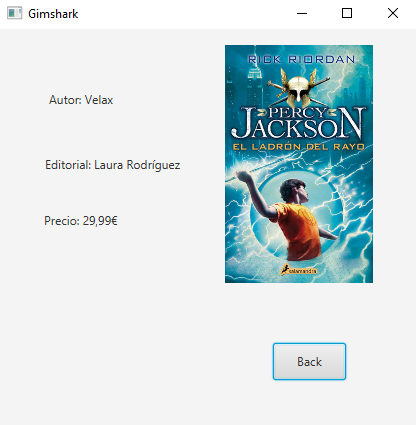 Gimshark
Autor: Velax
Editorial: Laura Rodríguez
Precio: 29,99€
RICK RIORDAN
PERCY
JACKSON
EL LADRÓN DEL RAYO
salamandra
Back